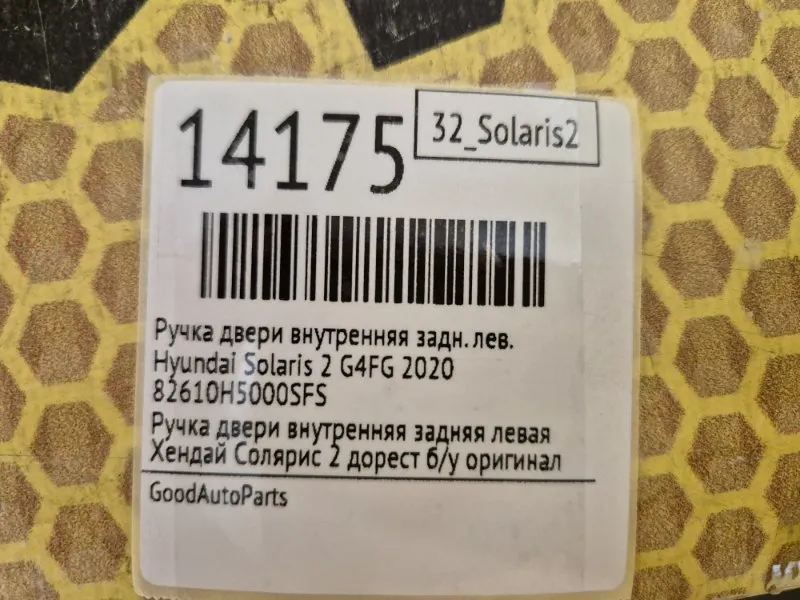 14175
32_Solaris2
Ручка двери внутренняя задн.лев.
Hyundai Solaris 2 G4FG 2020
82610H5000SFS
Ручка двери внутренняя задняя левая
Хендай Солярис 2 дорест б/у оригинал
GoodAutoParts